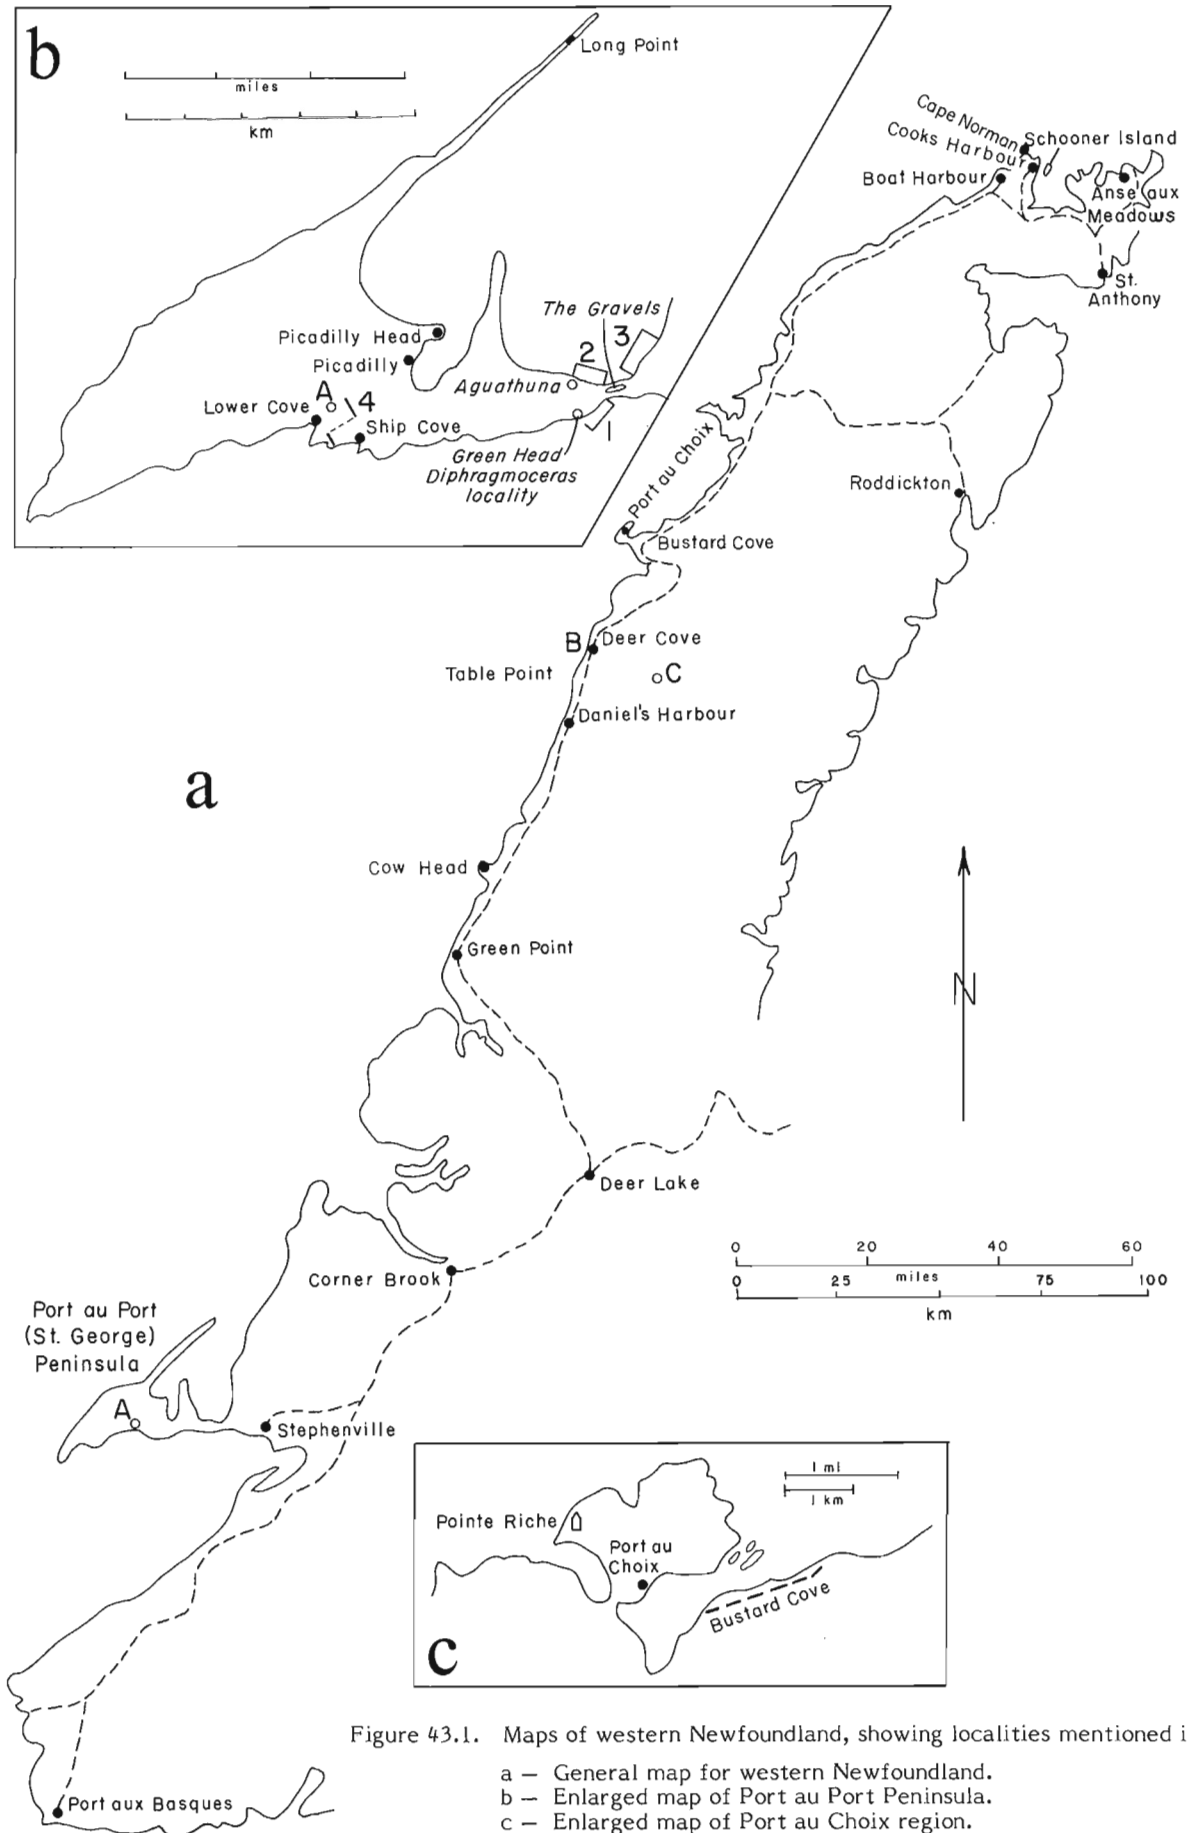 b
Long Point
miles
km
Picadilly Head
Picadilly
The Gravels
3
2
Aguathuna
A
4
Lower Cove
Ship Cove
1
Green Head
Diphragmoceras
locality
Cape Norman
Cooks Harbour
Schooner Island
Boat Harbour
Anse aux
Meadows
St.
Anthony
Port au Choix
Roddickton
Bustard Cove
B
Deer Cove
Table Point
C
Daniel's Harbour
a
Cow Head
Green Point
N
Deer Lake
0 20 40 60
miles
0 25 75 100
km
Corner Brook
Port au Port
(St. George)
Peninsula
A
Stephenville
1 mi
1 km
Pointe Riche
Port au
Choix
Bustard Cove
c
Port aux Basques
Figure 43.1. Maps of western Newfoundland, showing localities mentioned i
a — General map for western Newfoundland.
b — Enlarged map of Port au Port Peninsula.
c — Enlarged map of Port au Choix region.